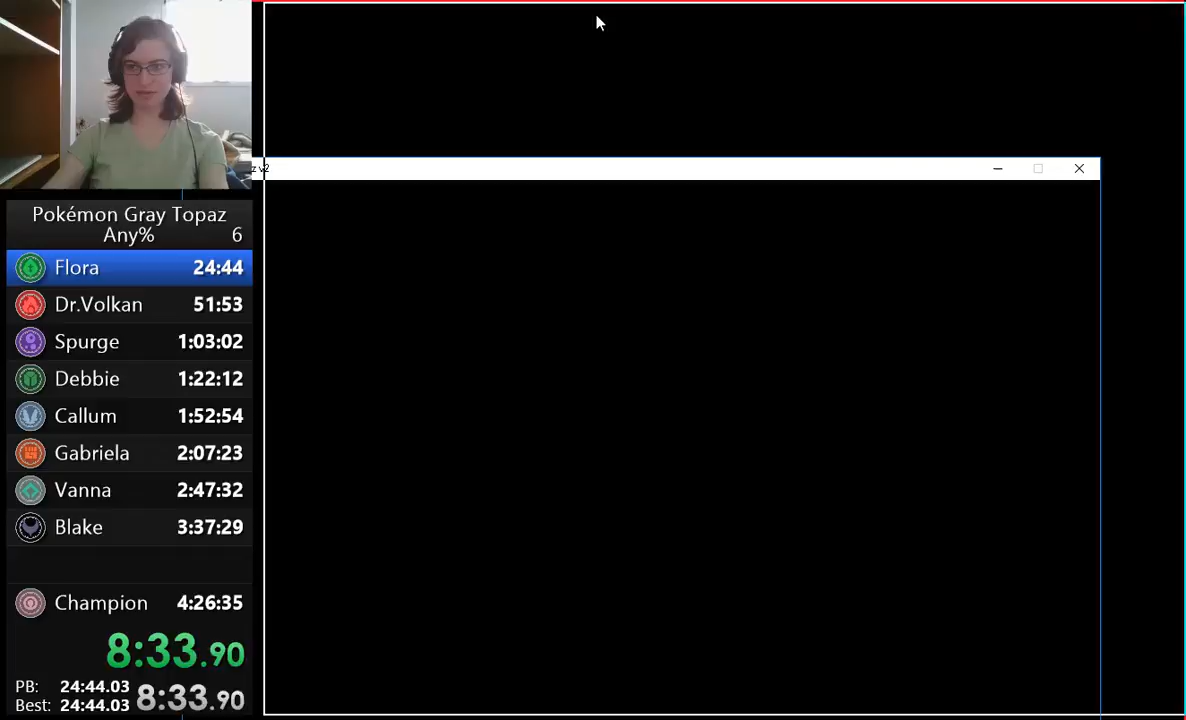 z v2
Pokémon Gray Topaz
Any% 6
Flora 24:44
Dr.Volkan 51:53
Spurge 1:03:02
Debbie 1:22:12
Callum 1:52:54
Gabriela 2:07:23
Vanna 2:47:32
Blake 3:37:29
Champion 4:26:35
8:33.90
PB: 24:44.03
Best: 24:44.03
8:33.90